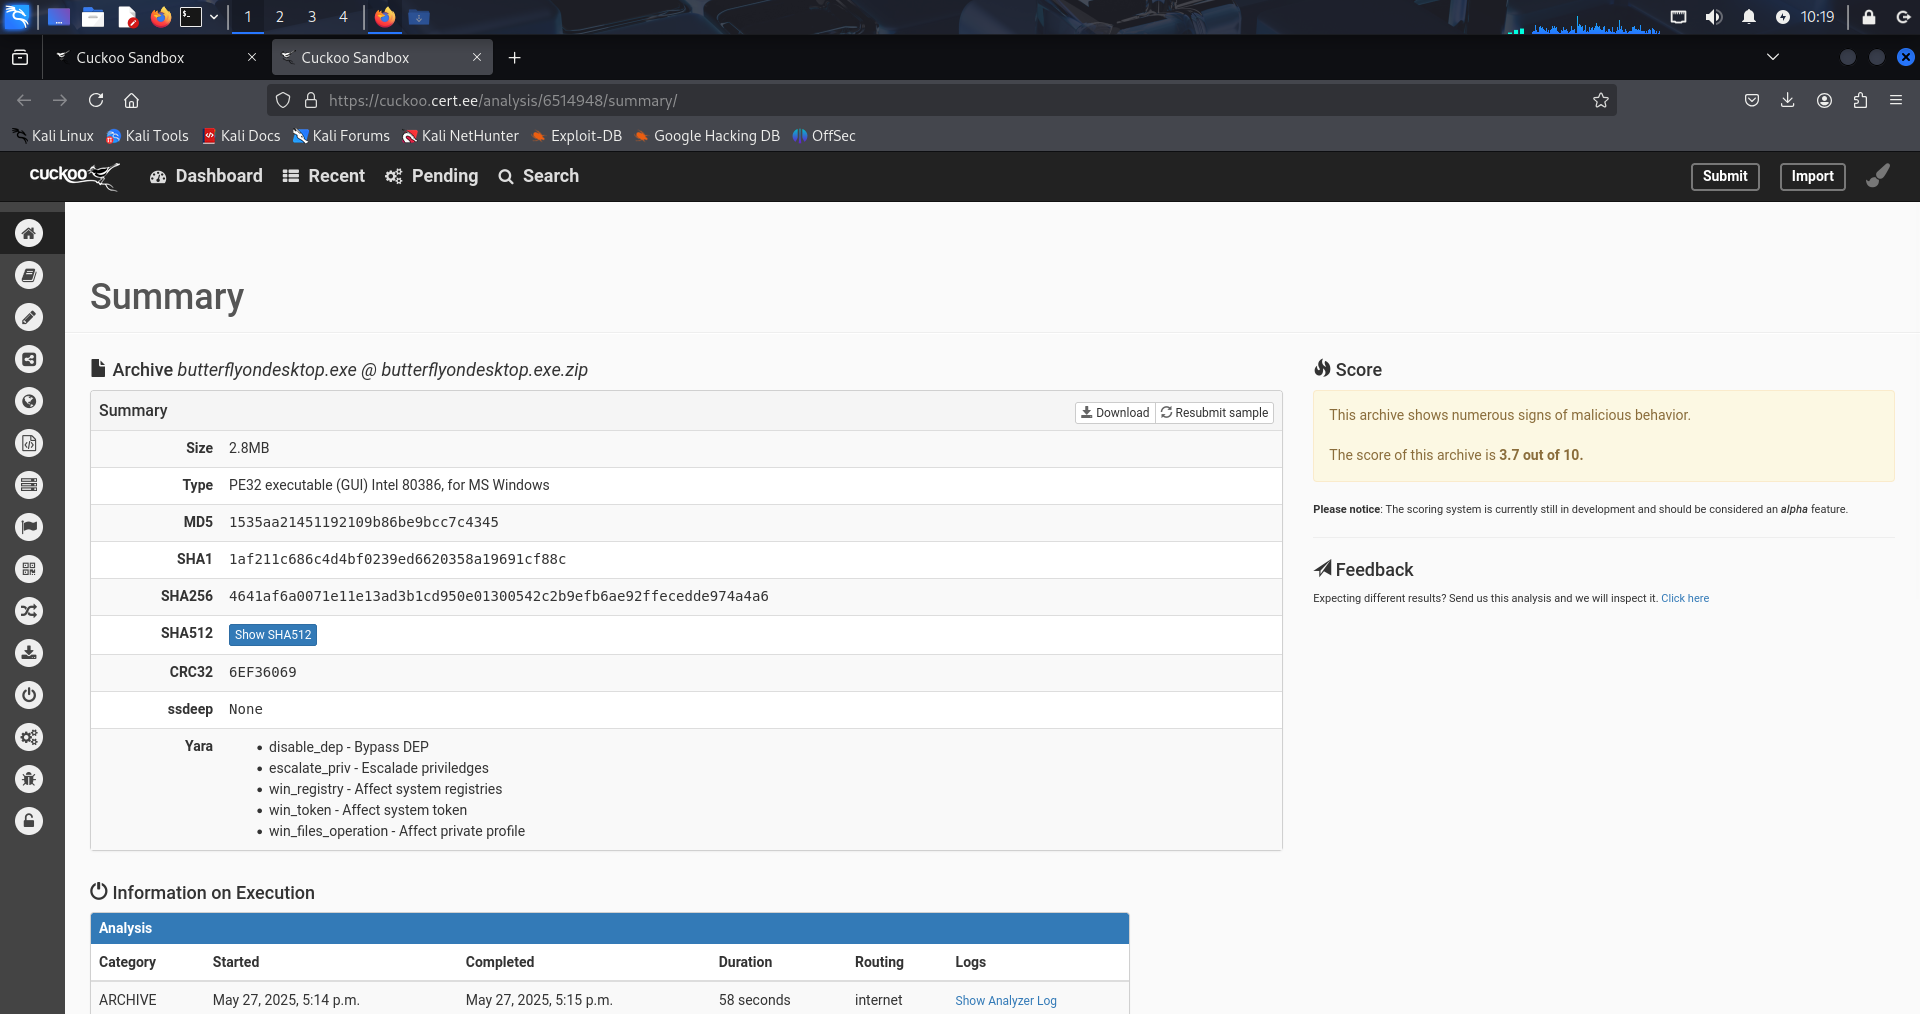 1 2 3 4
10:19
Cuckoo Sandbox
Cuckoo Sandbox
https://cuckoo.cert.ee/analysis/6514948/summary/
Kali Linux Kali Tools Kali Docs Kali Forums Kali NetHunter Exploit-DB Google Hacking DB OffSec
cuckoo Dashboard Recent Pending Search Submit Import
Summary
Archive butterflyondesktop.exe @ butterflyondesktop.exe.zip
Summary Download Resubmit sample
Size 2.8MB
Type PE32 executable (GUI) Intel 80386, for MS Windows
MD5 1535aa21451192109b86be9bcc7c4345
SHA1 1af211c686c4d4bf0239ed6620358a19691cf88c
SHA256 4641af6a0071e11e13ad3b1cd950e01300542c2b9efb6ae92ffecedde974a4a6
SHA512 Show SHA512
CRC32 6EF36069
ssdeep None
Yara
• disable_dep - Bypass DEP
• escalate_priv - Escalade priviledges
• win_registry - Affect system registries
• win_token - Affect system token
• win_files_operation - Affect private profile
Score
This archive shows numerous signs of malicious behavior.
The score of this archive is 3.7 out of 10.
Please notice: The scoring system is currently still in development and should be considered an alpha feature.
Feedback
Expecting different results? Send us this analysis and we will inspect it. Click here
Information on Execution
Analysis
Category Started Completed Duration Routing Logs
ARCHIVE May 27, 2025, 5:14 p.m. May 27, 2025, 5:15 p.m. 58 seconds internet Show Analyzer Log